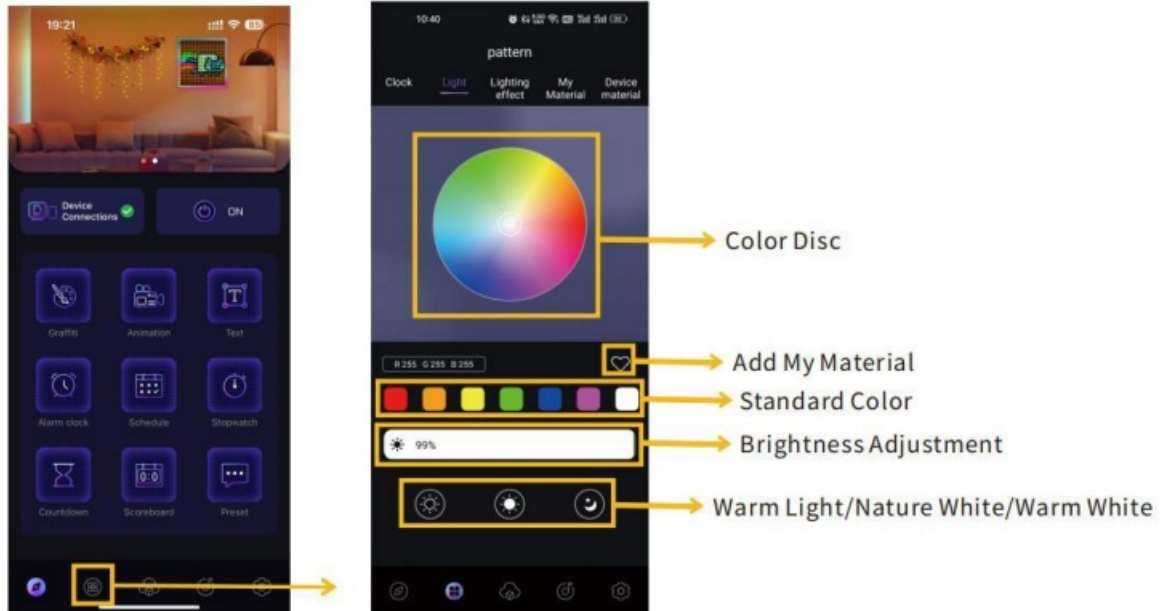 19:21
85
Device
Connections
ON
Graffiti
Animation
Text
Alarm clock
Schedule
Stopwatch
Countdown
Scoreboard
Preset
10:40
pattern
Clock
Light
Lighting
effect
My
Material
Device
material
Color Disc
R 255 G 255 B 255
Add My Material
Standard Color
99%
Brightness Adjustment
Warm Light/Nature White/Warm White